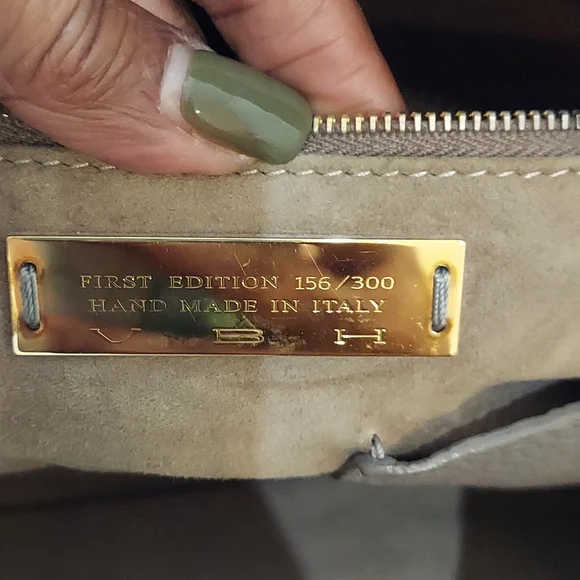 FIRST EDITION 156/300
HAND MADE IN ITALY
V B H